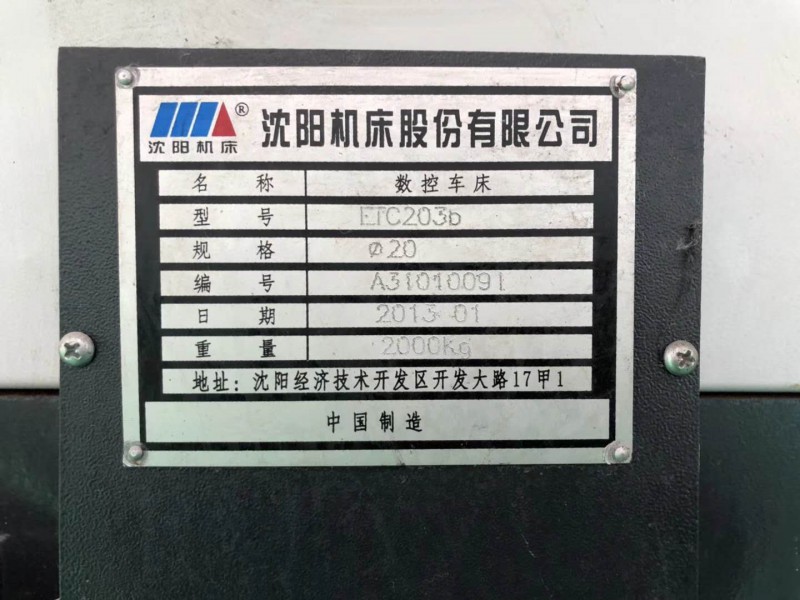 沈阳机床 ® 沈阳机床股份有限公司
名称 数控车床
型号 ETC2036
规格 ø20
编号 A31010091
日期 2013 01
重量 2000Kg
地址：沈阳经济技术开发区开发大路17甲1
中国制造